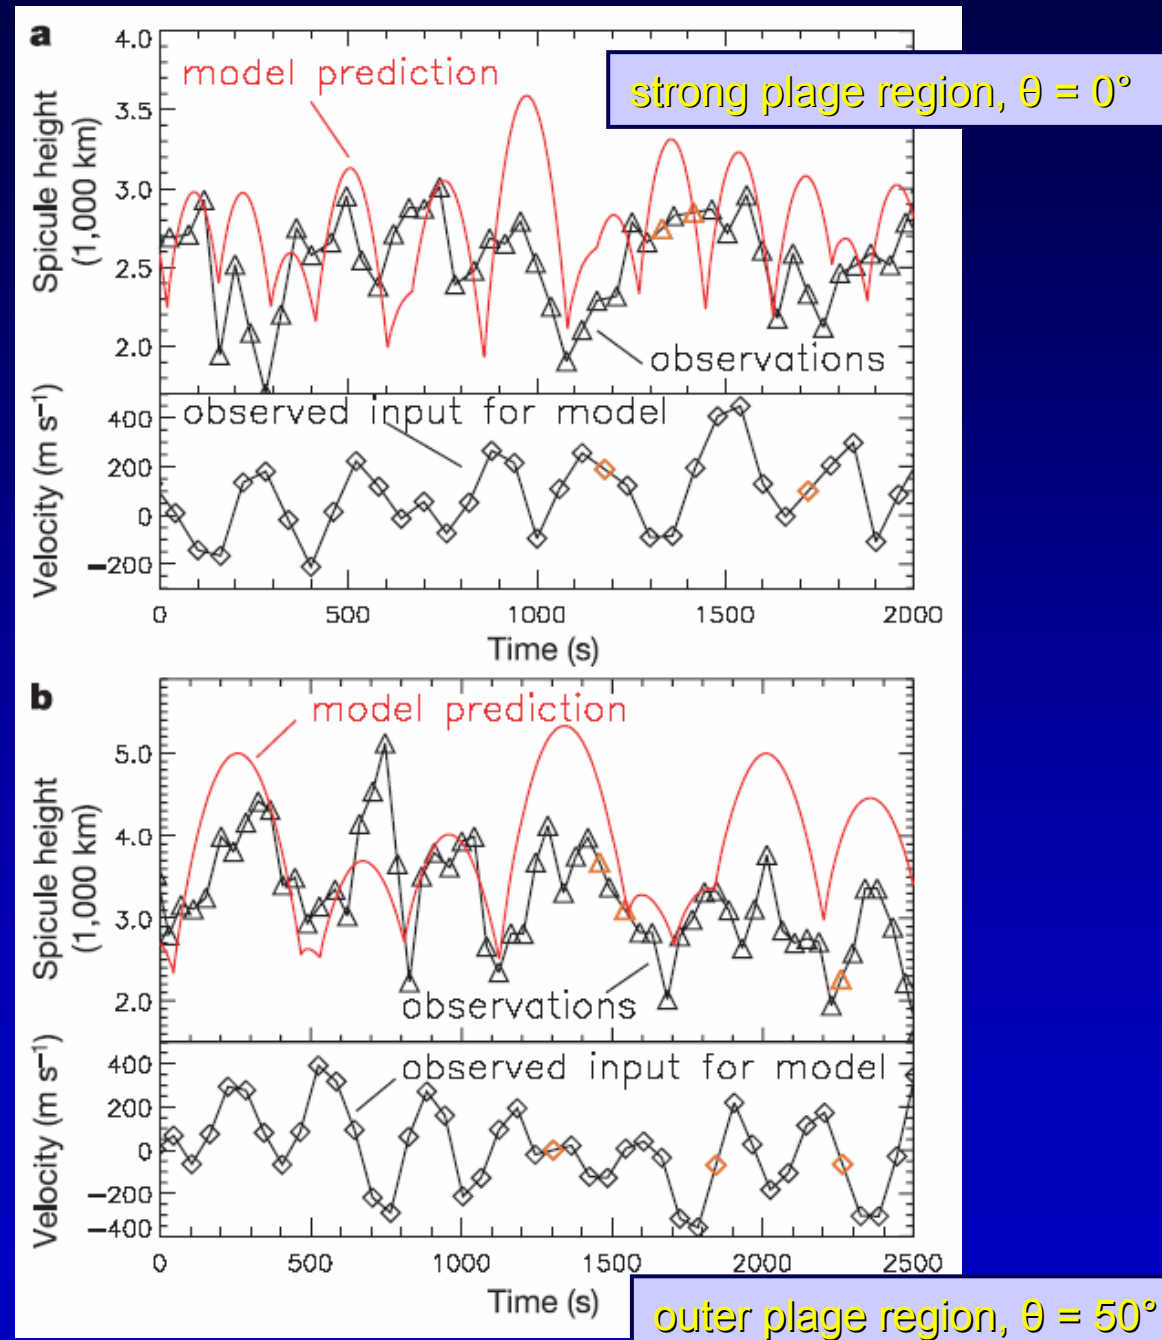 a
strong plage region, θ = 0°
model prediction
4.0
3.5
3.0
2.5
2.0
Spicule height
(1,000 km)
observations
observed input for model
400
200
0
−200
Velocity (m s⁻¹)
0 500 1000 1500 2000
Time (s)
b
model prediction
5.0
4.0
3.0
2.0
Spicule height
(1,000 km)
observations
observed input for model
400
200
0
−200
−400
Velocity (m s⁻¹)
0 500 1000 1500 2000 2500
Time (s)
outer plage region, θ = 50°